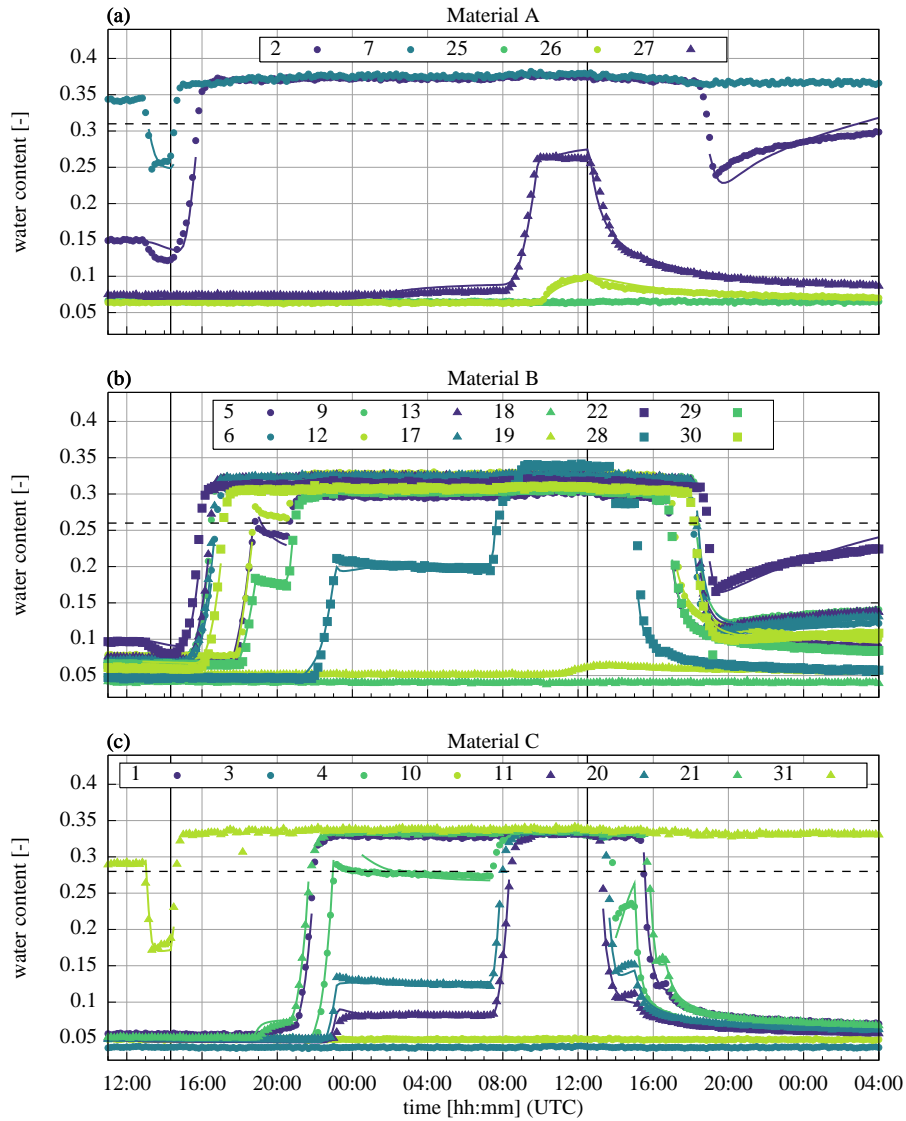 (a) Material A
2 7 25 26 27
0.4
0.35
0.3
0.25
0.2
0.15
0.1
0.05
water content [-]
(b) Material B
5 9 13 18 22 29
6 12 17 19 28 30
0.4
0.35
0.3
0.25
0.2
0.15
0.1
0.05
water content [-]
(c) Material C
1 3 4 10 11 20 21 31
0.4
0.35
0.3
0.25
0.2
0.15
0.1
0.05
water content [-]
12:00 16:00 20:00 00:00 04:00 08:00 12:00 16:00 20:00 00:00 04:00
time [hh:mm] (UTC)